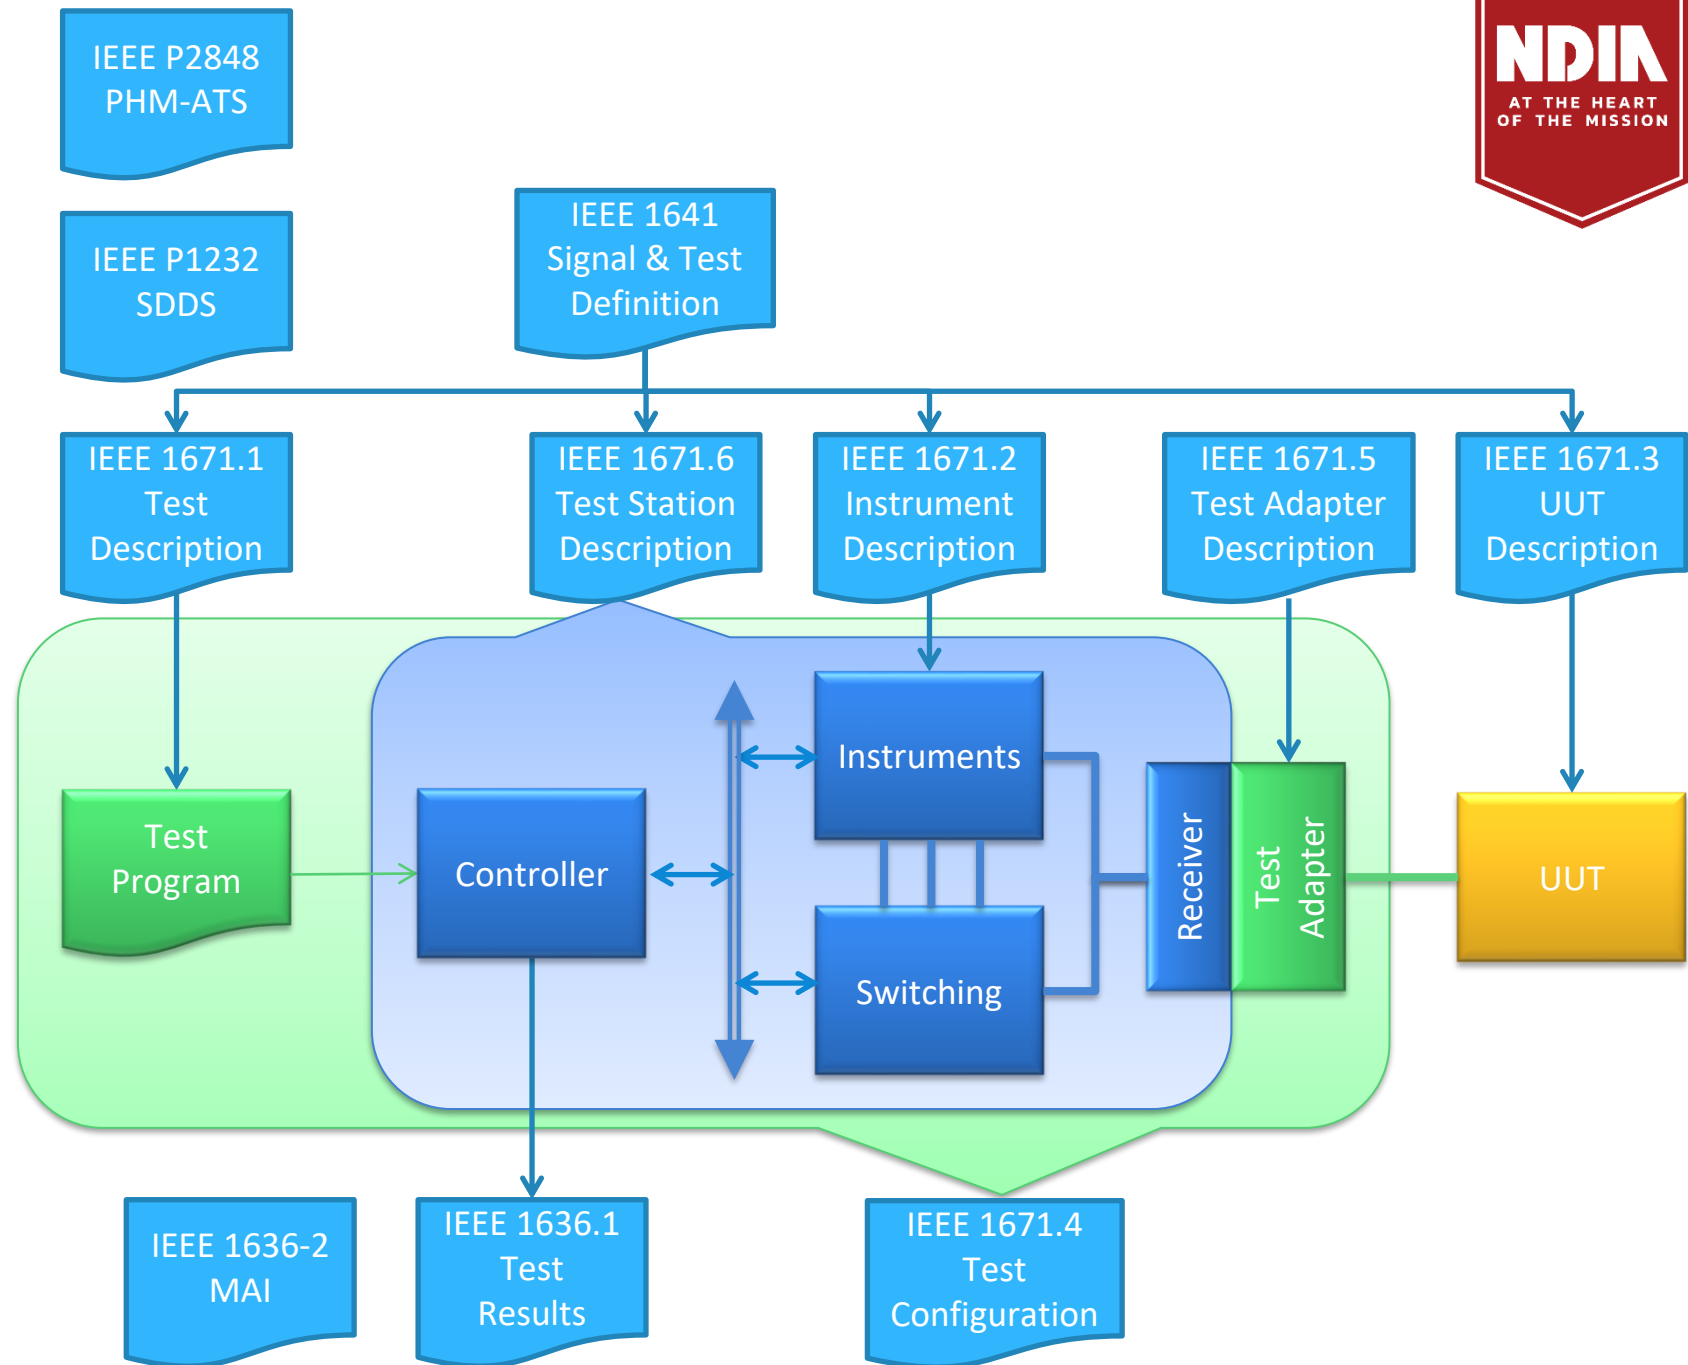 IEEE P2848
PHM-ATS
NDIA
AT THE HEART
OF THE MISSION
IEEE P1232
SDDS
IEEE 1641
Signal & Test
Definition
IEEE 1671.1
Test
Description
IEEE 1671.6
Test Station
Description
IEEE 1671.2
Instrument
Description
IEEE 1671.5
Test Adapter
Description
IEEE 1671.3
UUT
Description
Test
Program
Controller
Instruments
Switching
Receiver
Test
Adapter
UUT
IEEE 1636-2
MAI
IEEE 1636.1
Test
Results
IEEE 1671.4
Test
Configuration